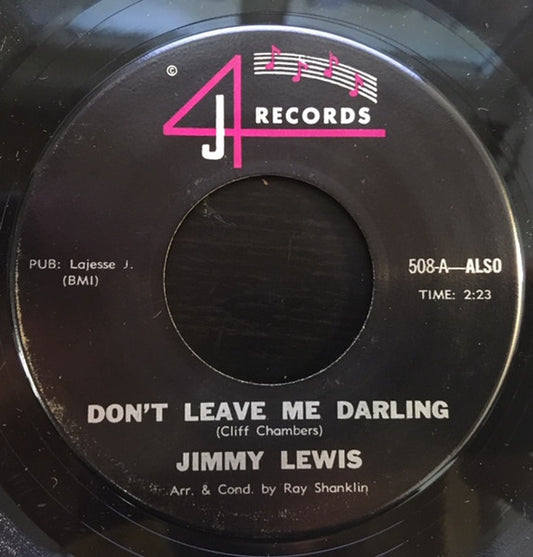 ©
4J RECORDS
PUB: Lajesse J.
(BMI)
508-A—ALSO
TIME: 2:23
DON'T LEAVE ME DARLING
(Cliff Chambers)
JIMMY LEWIS
Arr. & Cond. by Ray Shanklin